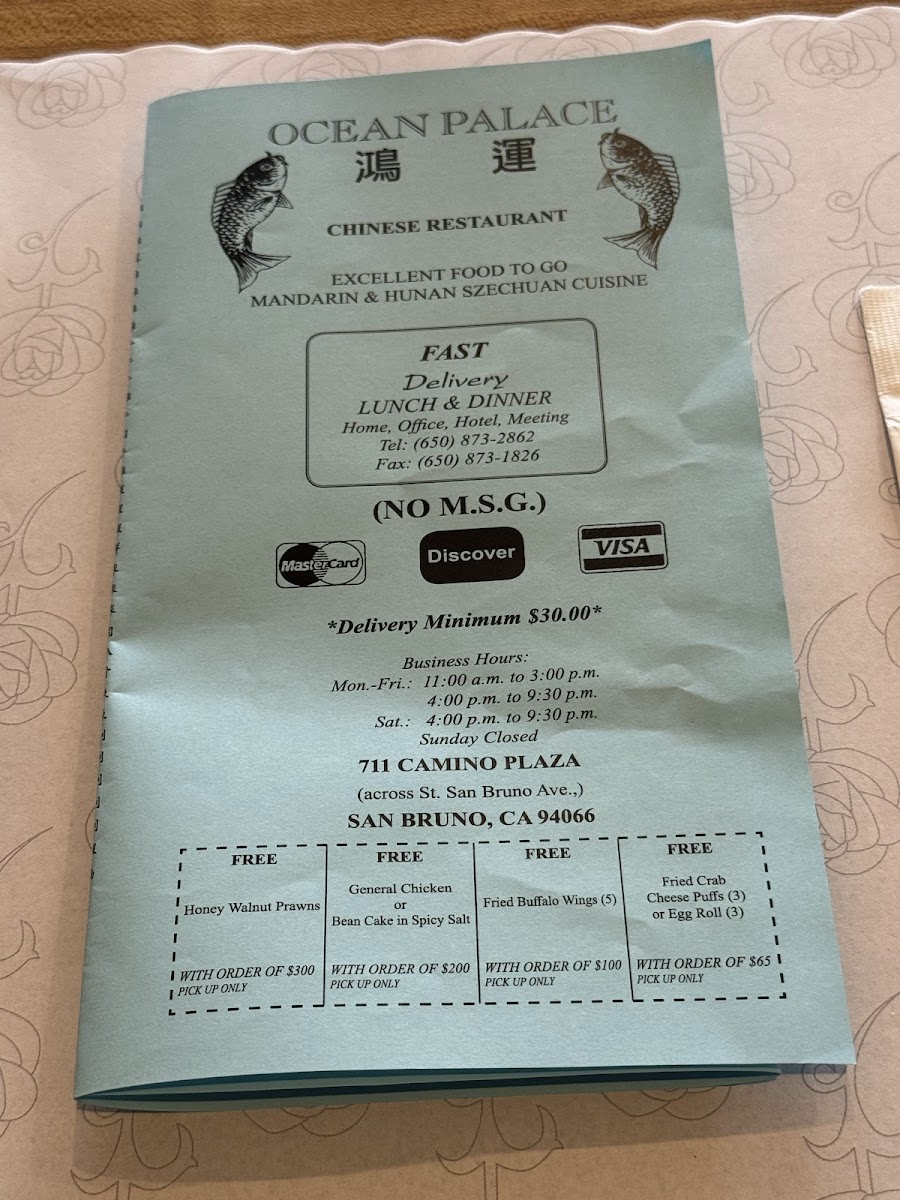 OCEAN PALACE
鴻 運
CHINESE RESTAURANT
EXCELLENT FOOD TO GO
MANDARIN & HUNAN SZECHUAN CUISINE
FAST
Delivery
LUNCH & DINNER
Home, Office, Hotel, Meeting
Tel: (650) 873-2862
Fax: (650) 873-1826
(NO M.S.G.)
MasterCard Discover VISA
*Delivery Minimum $30.00*
Business Hours:
Mon.-Fri.: 11:00 a.m. to 3:00 p.m.
4:00 p.m. to 9:30 p.m.
Sat.: 4:00 p.m. to 9:30 p.m.
Sunday Closed
711 CAMINO PLAZA
(across St. San Bruno Ave.,)
SAN BRUNO, CA 94066
FREE
Honey Walnut Prawns
WITH ORDER OF $300
PICK UP ONLY
FREE
General Chicken
or
Bean Cake in Spicy Salt
WITH ORDER OF $200
PICK UP ONLY
FREE
Fried Buffalo Wings (5)
WITH ORDER OF $100
PICK UP ONLY
FREE
Fried Crab
Cheese Puffs (3)
or Egg Roll (3)
WITH ORDER OF $65
PICK UP ONLY